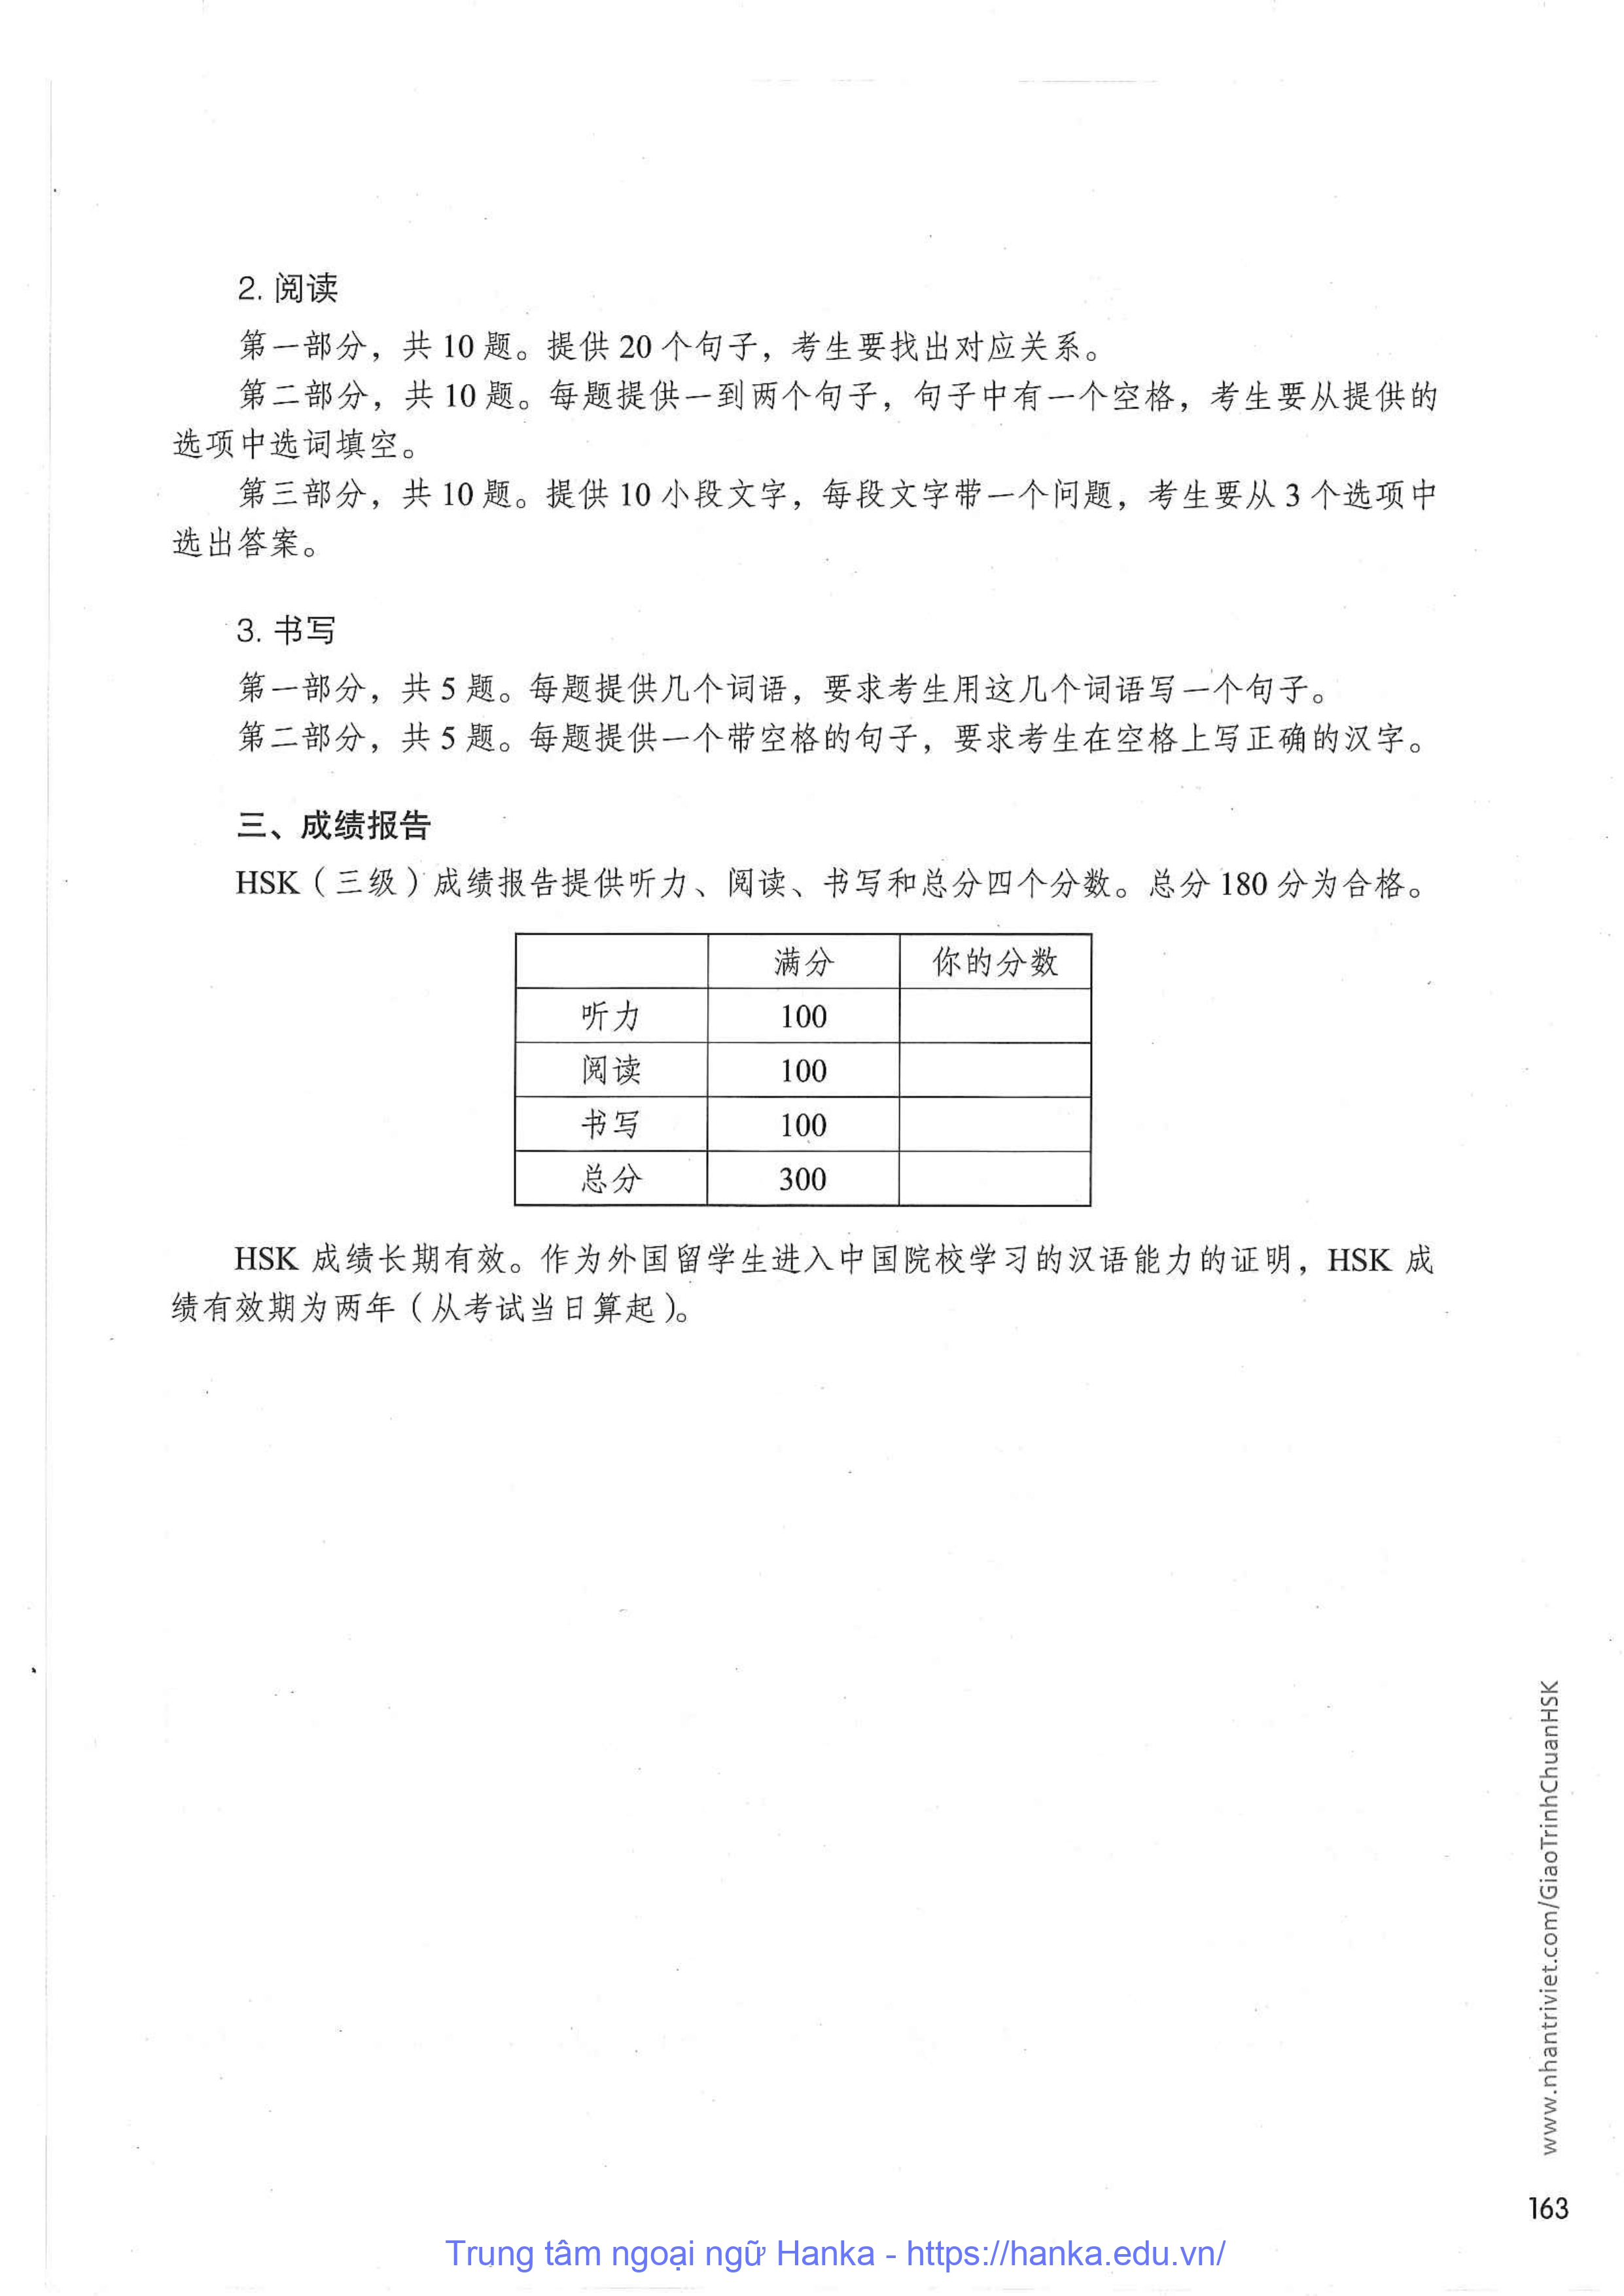 2. 阅读
第一部分，共 10 题。提供 20 个句子，考生要找出对应关系。
第二部分，共 10 题。每题提供一到两个句子，句子中有一个空格，考生要从提供的
选项中选词填空。
第三部分，共 10 题。提供 10 小段文字，每段文字带一个问题，考生要从 3 个选项中
选出答案。
3. 书写
第一部分，共 5 题。每题提供几个词语，要求考生用这几个词语写一个句子。
第二部分，共 5 题。每题提供一个带空格的句子，要求考生在空格上写正确的汉字。
三、成绩报告
HSK（三级）成绩报告提供听力、阅读、书写和总分四个分数。总分 180 分为合格。
满分 你的分数
听力 100
阅读 100
书写 100
总分 300
HSK 成绩长期有效。作为外国留学生进入中国院校学习的汉语能力的证明，HSK 成
绩有效期为两年（从考试当日算起）。
www.nhantriviet.com/GiaoTrinhChuanHSK
163
Trung tâm ngoại ngữ Hanka - https://hanka.edu.vn/